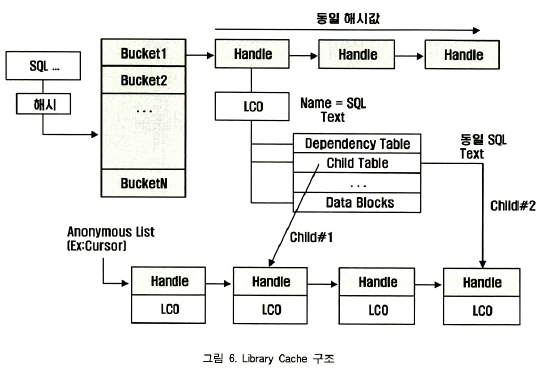 동일 해시값
SQL ...
해시
Bucket1
Bucket2
...
BucketN
Handle
Handle
Handle
LCO
Name = SQL
Text
Dependency Table
Child Table
...
Data Blocks
동일 SQL
Text
Child#1
Child#2
Anonymous List
(Ex:Cursor)
Handle
LCO
Handle
LCO
Handle
LCO
Handle
LCO
그림 6. Library Cache 구조